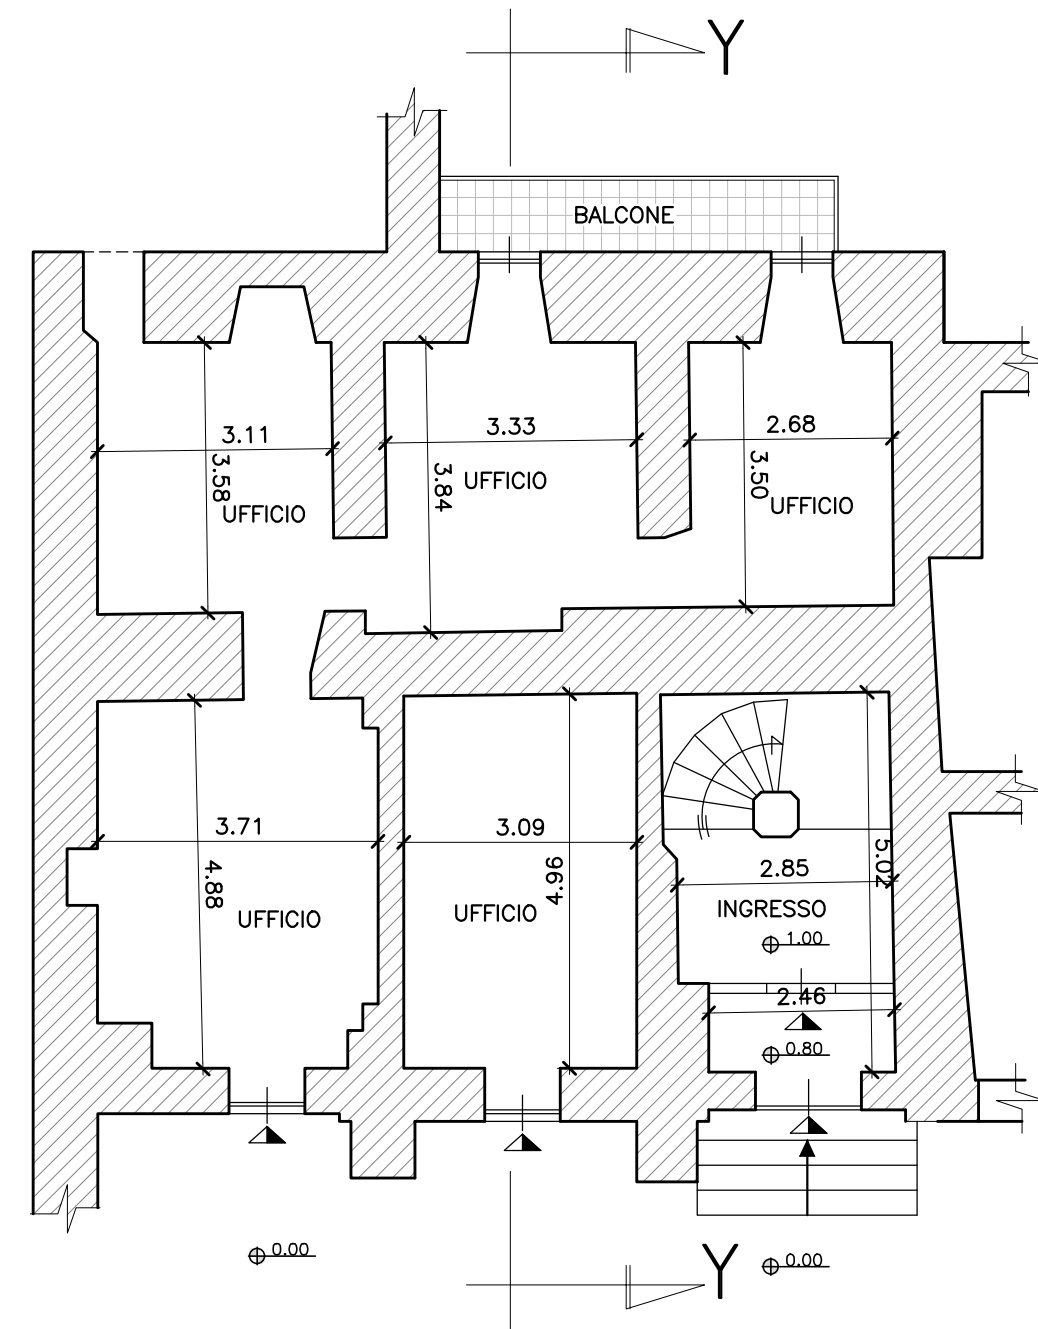 Y
BALCONE
3.11
3.33
2.68
3.58
3.84
3.50
UFFICIO
UFFICIO
UFFICIO
3.71
3.09
4.88
4.96
5.02
2.85
UFFICIO
UFFICIO
INGRESSO
1.00
2.46
0.80
0.00
Y
0.00